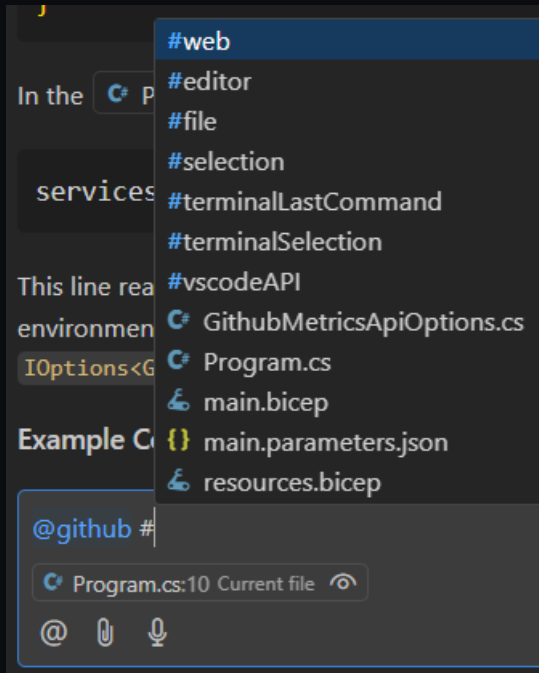 #web
#editor
In the
#file
#selection
services
#terminalLastCommand
#terminalSelection
#vscodeAPI
This line rea
GithubMetricsApiOptions.cs
environmen
Program.cs
IOptions<G
main.bicep
Example Co
{} main.parameters.json
resources.bicep
@github #
Program.cs:10 Current file
@